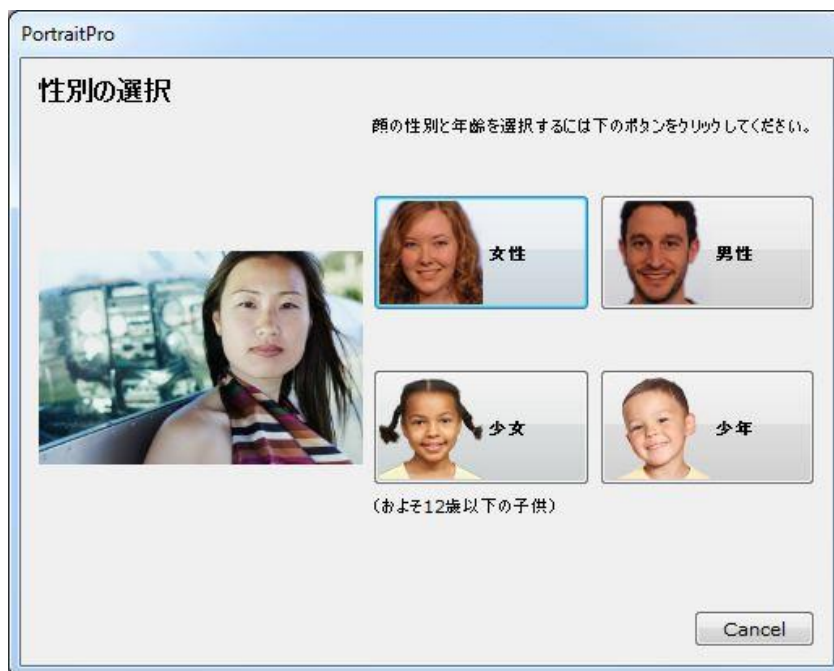 PortraitPro
性別の選択
顔の性別と年齢を選択するには下のボタンをクリックしてください。
女性
男性
少女
少年
(およそ12歳以下の子供)
Cancel